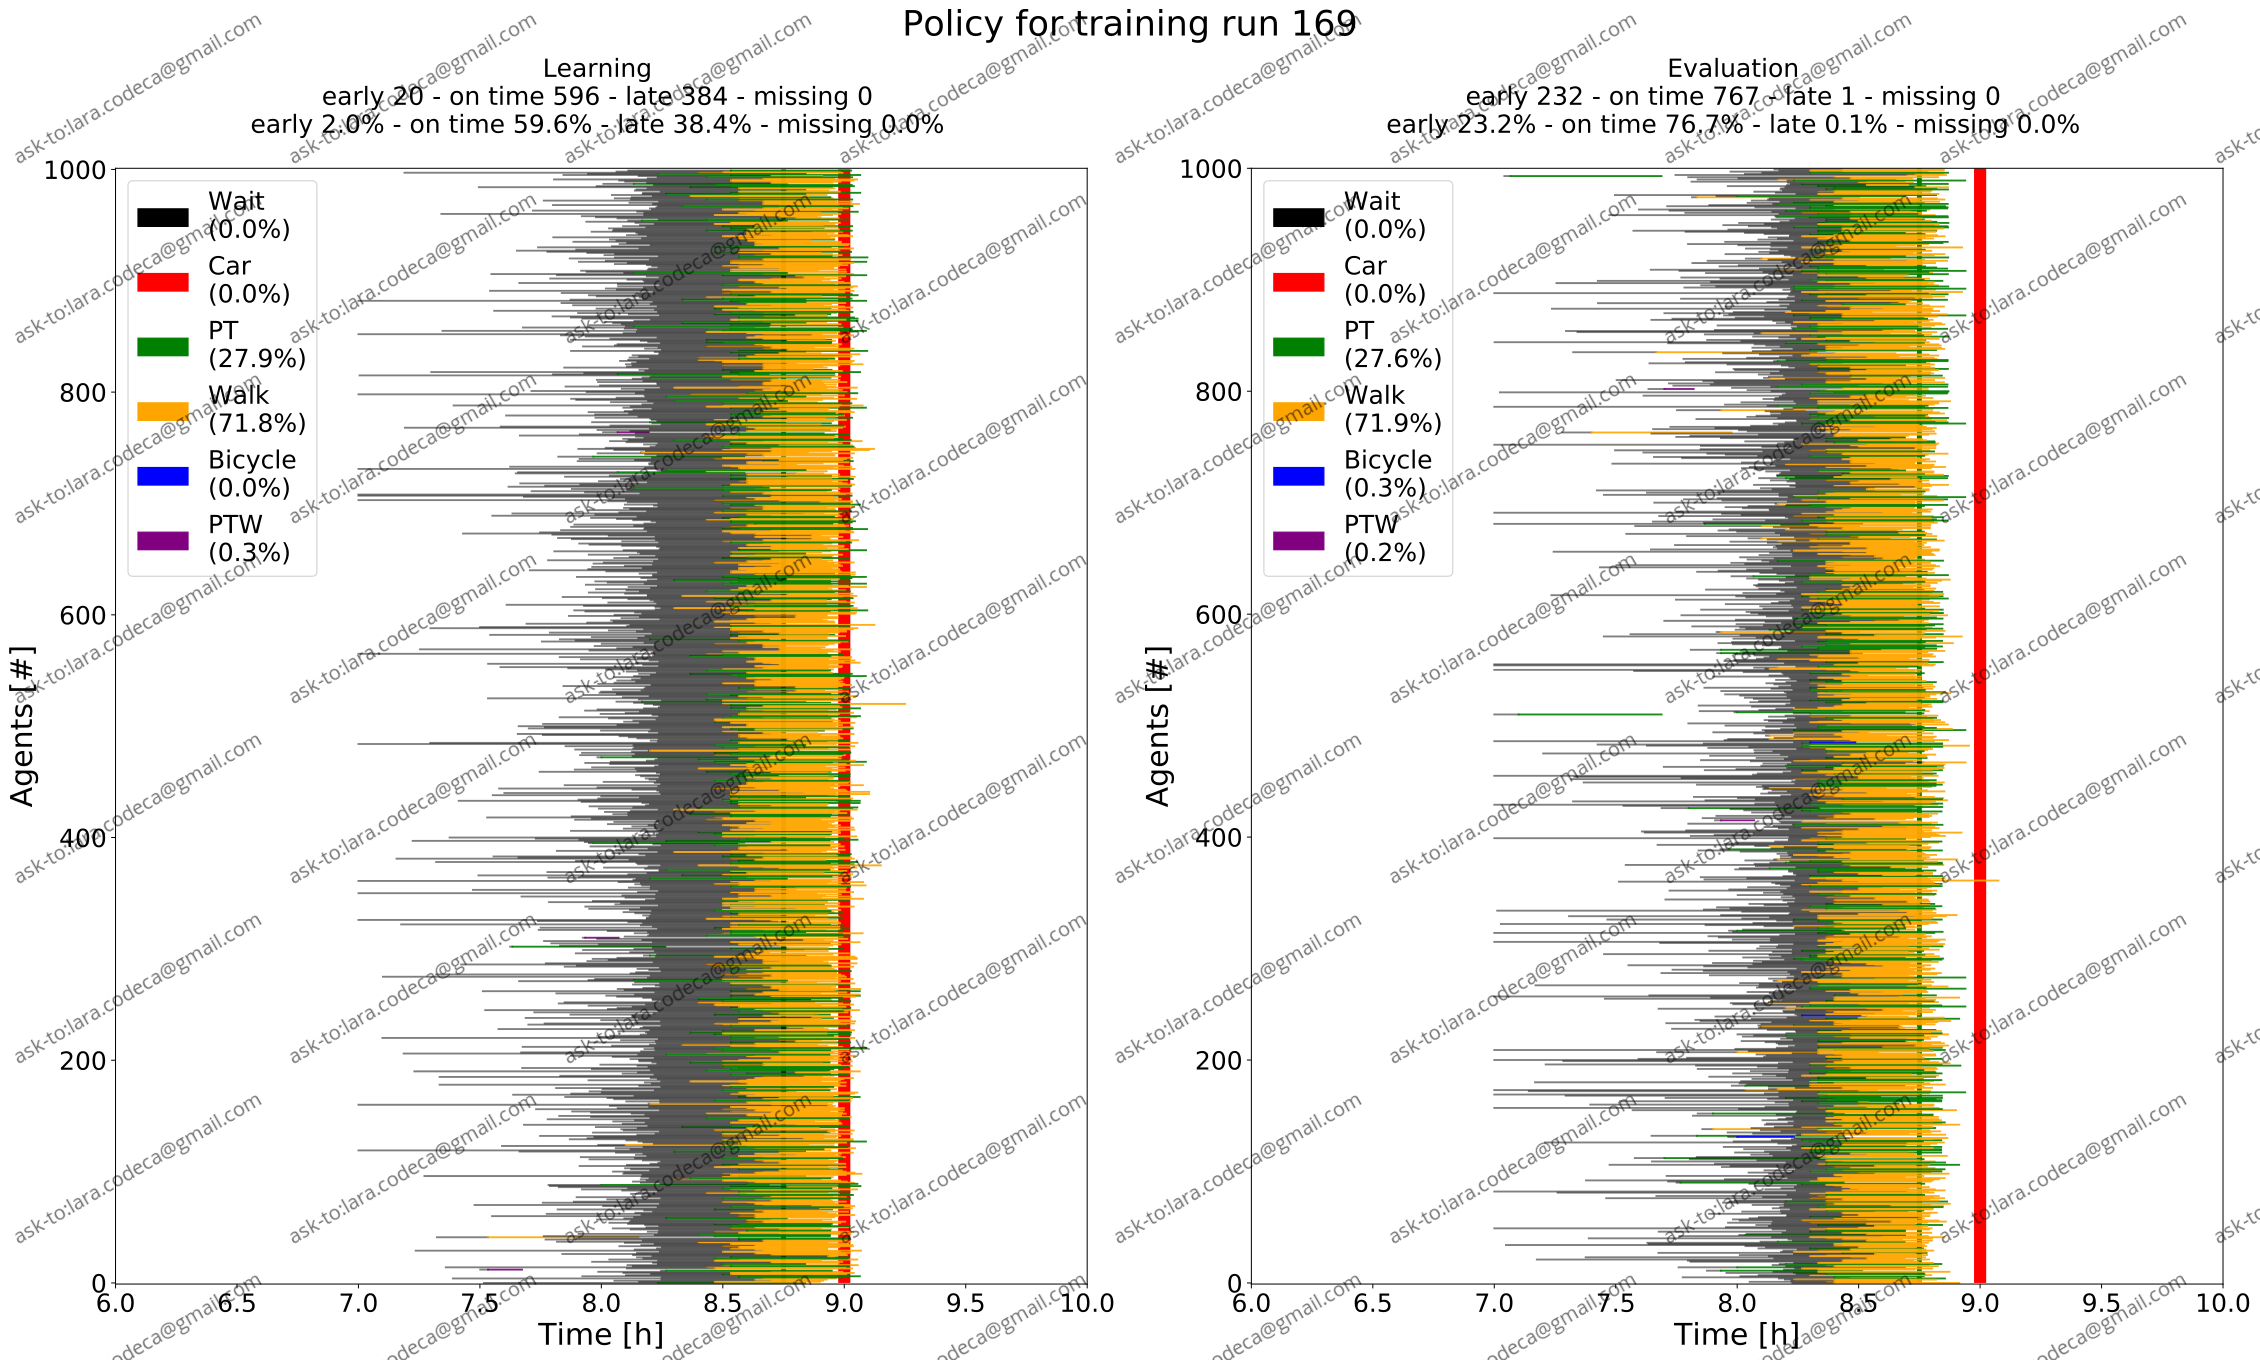 Policy for training run 169
Learning
early 20 - on time 596 - late 384 - missing 0
early 2.0% - on time 59.6% - late 38.4% - missing 0.0%
1000
800
600
400
200
0
Agents [#]
Wait
(0.0%)
Car
(0.0%)
PT
(27.9%)
Walk
(71.8%)
Bicycle
(0.0%)
PTW
(0.3%)
6.0 6.5 7.0 7.5 8.0 8.5 9.0 9.5 10.0
Time [h]
Evaluation
early 232 - on time 767 - late 1 - missing 0
early 23.2% - on time 76.7% - late 0.1% - missing 0.0%
1000
800
600
400
200
0
Agents [#]
Wait
(0.0%)
Car
(0.0%)
PT
(27.6%)
Walk
(71.9%)
Bicycle
(0.3%)
PTW
(0.2%)
6.0 6.5 7.0 7.5 8.0 8.5 9.0 9.5 10.0
Time [h]
ask-to:lara.codeca@gmail.com